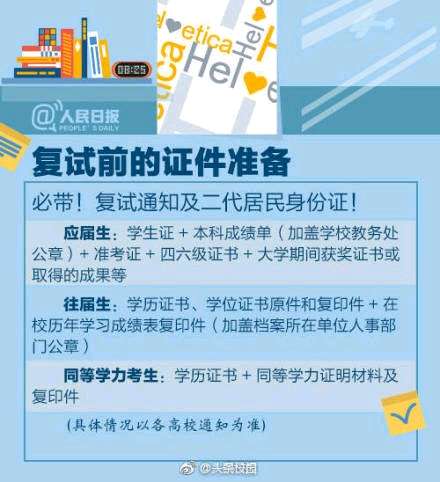 08:25
etica
Hel
Hel
@人民日报
PEOPLE'S DAILY
复试前的证件准备
必带！复试通知及二代居民身份证！
应届生：学生证 + 本科成绩单（加盖学校教务处
公章）+ 准考证 + 四六级证书 + 大学期间获奖证书或
取得的成果等
往届生：学历证书、学位证书原件和复印件 + 在
校历年学习成绩表复印件（加盖档案所在单位人事部
门公章）
同等学力考生：学历证书 + 同等学力证明材料及
复印件
(具体情况以各高校通知为准)